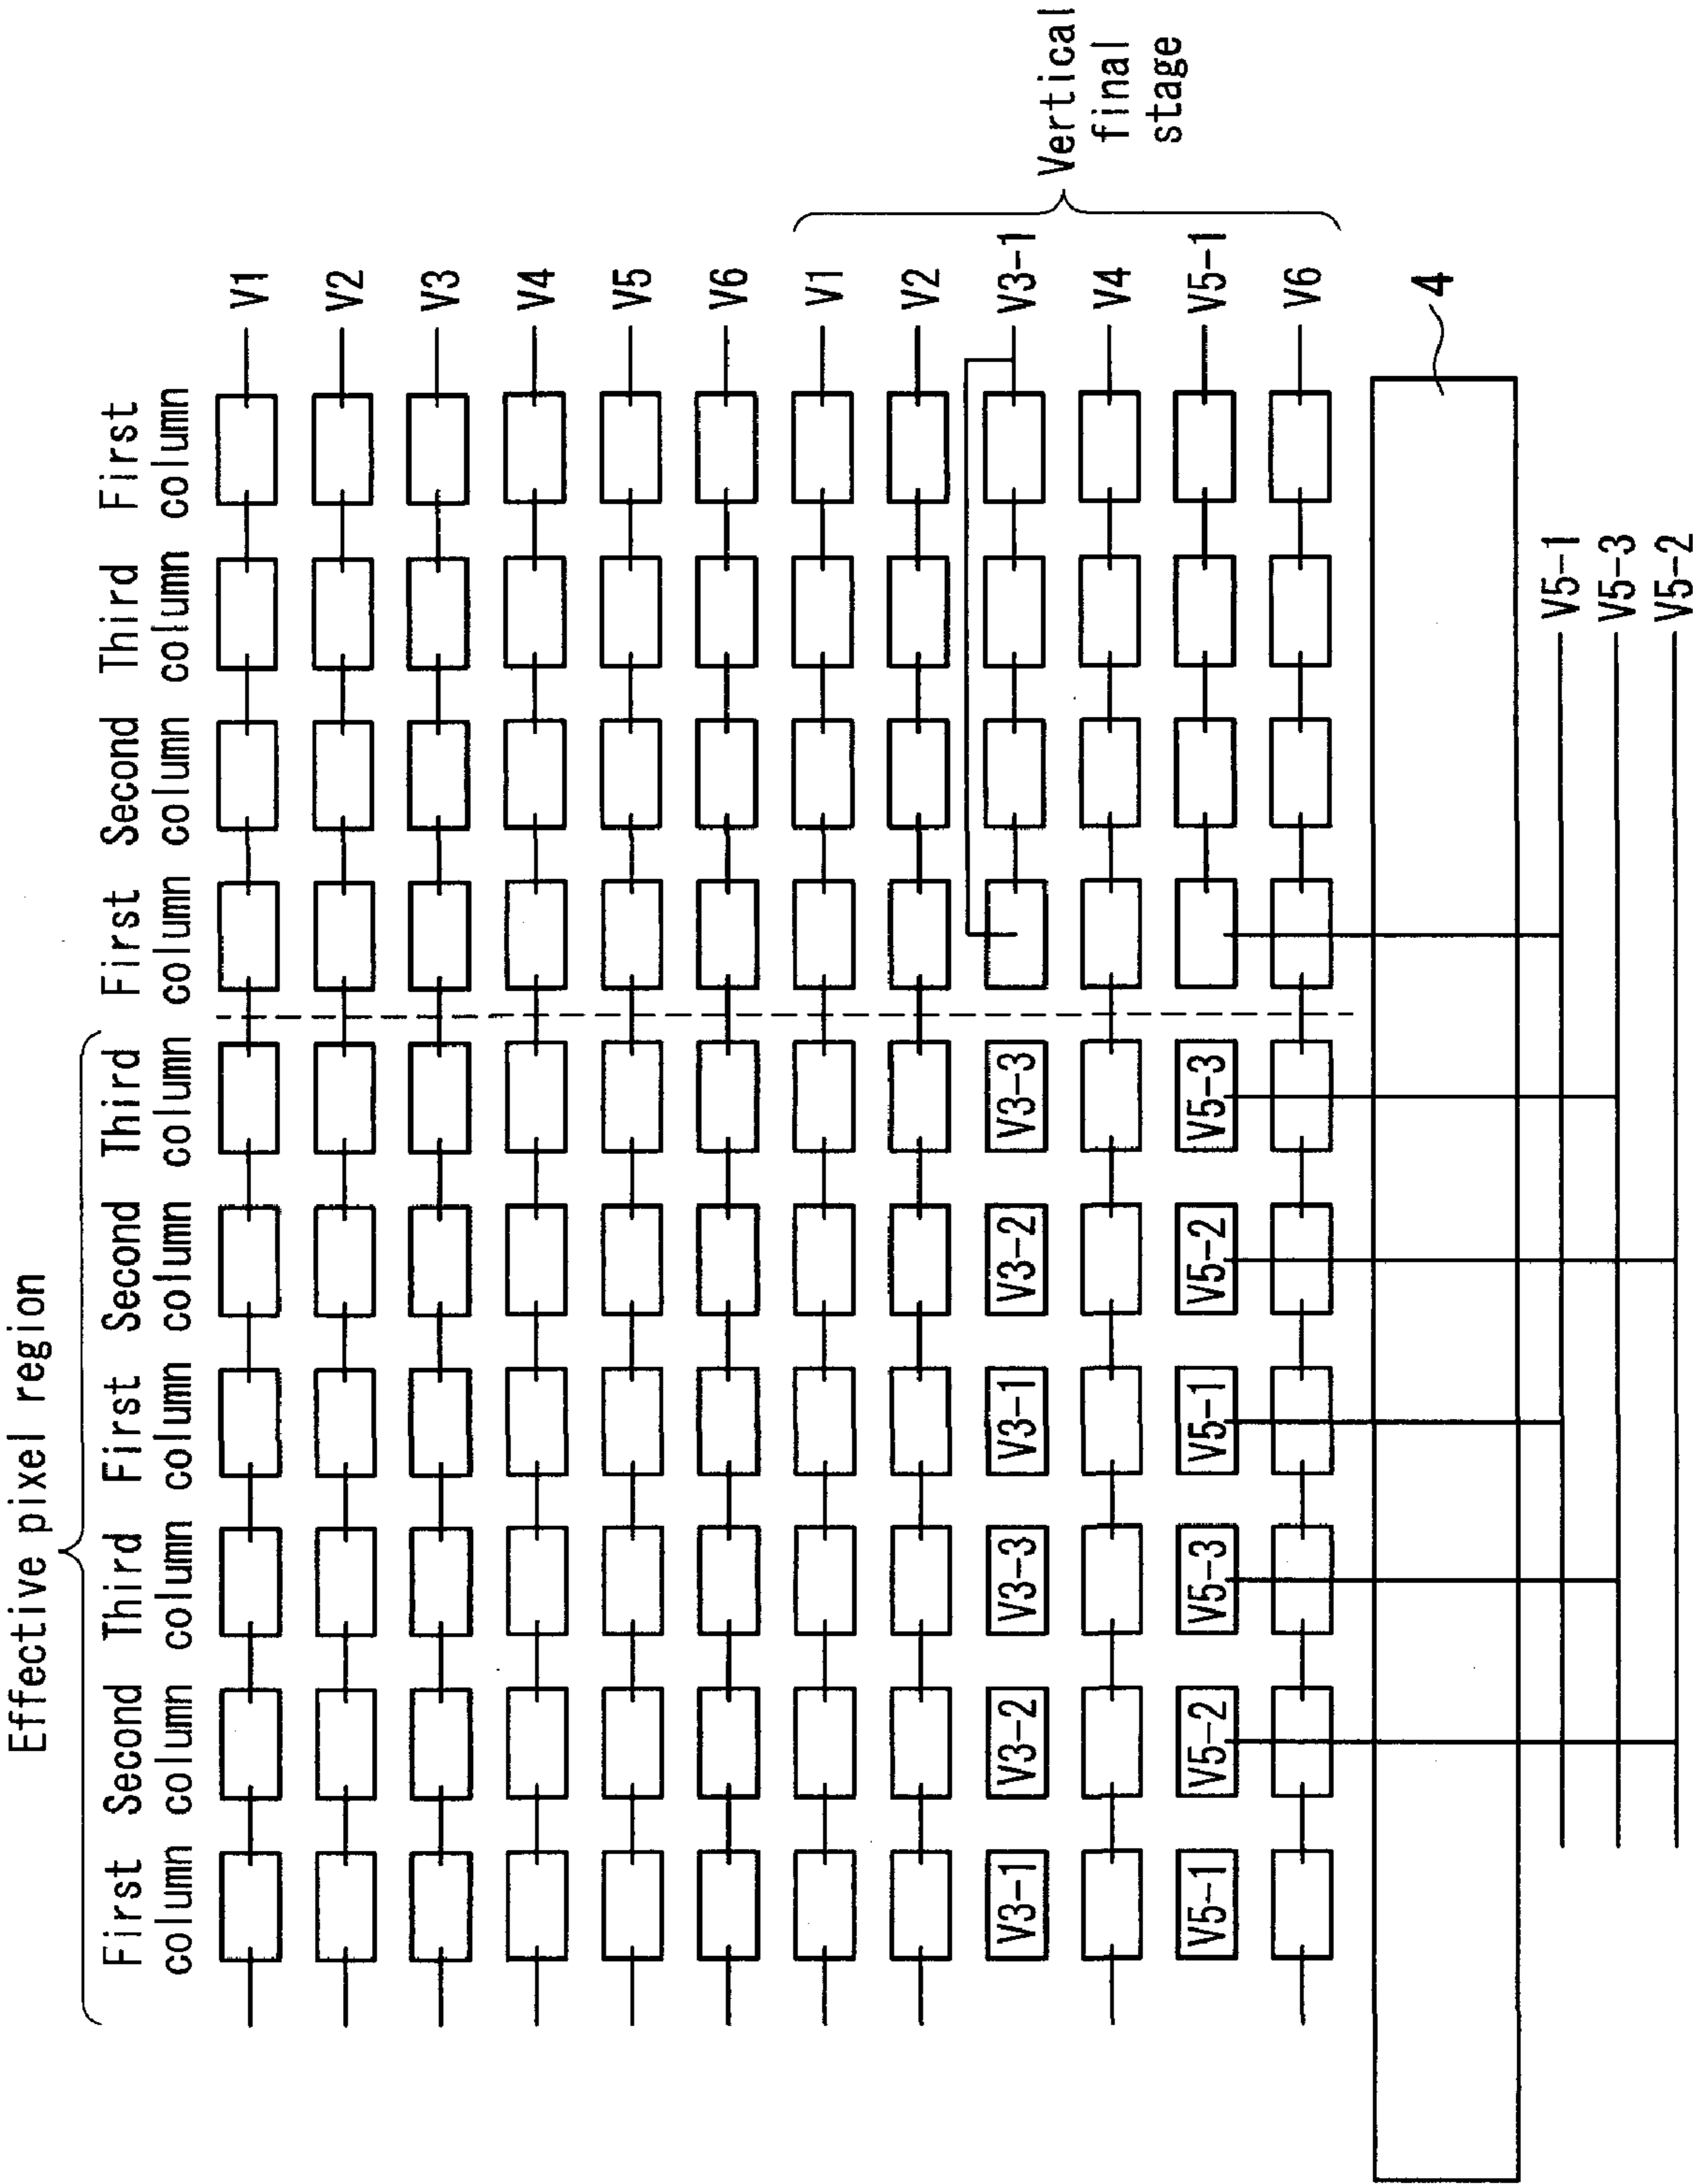 Effective pixel region
First column
Second column
Third column
First column
Second column
Third column
First column
Second column
Third column
First column
V1
V2
V3
V4
V5
V6
V1
V2
V3-1
V3-2
V3-3
V3-1
V3-2
V3-3
V3-1
V4
V5-1
V5-2
V5-3
V5-1
V5-2
V5-3
V5-1
V6
Vertical
final
stage
4
V5-1
V5-3
V5-2